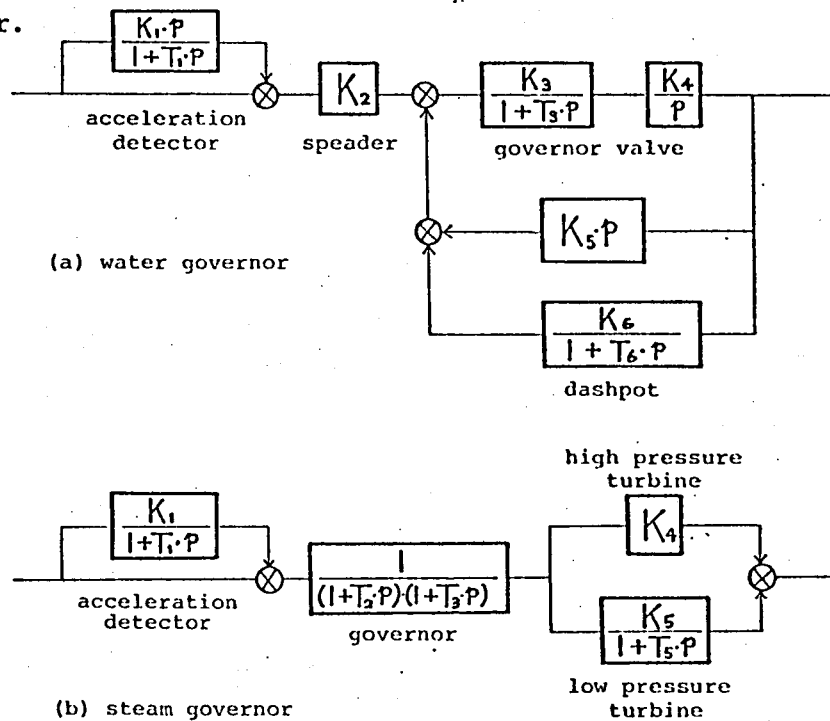 r.
K₁·P
1+T₁·P
acceleration
detector
K₂
speader
K₃
1+T₃·P
K₄
P
governor valve
K₅·P
(a) water governor
K₆
1 + T₆·P
dashpot
high pressure
turbine
K₁
1+T₁·P
acceleration
detector
1
(1+T₂·P)·(1+T₃·P)
governor
K₄
K₅
1+T₅·P
low pressure
turbine
(b) steam governor